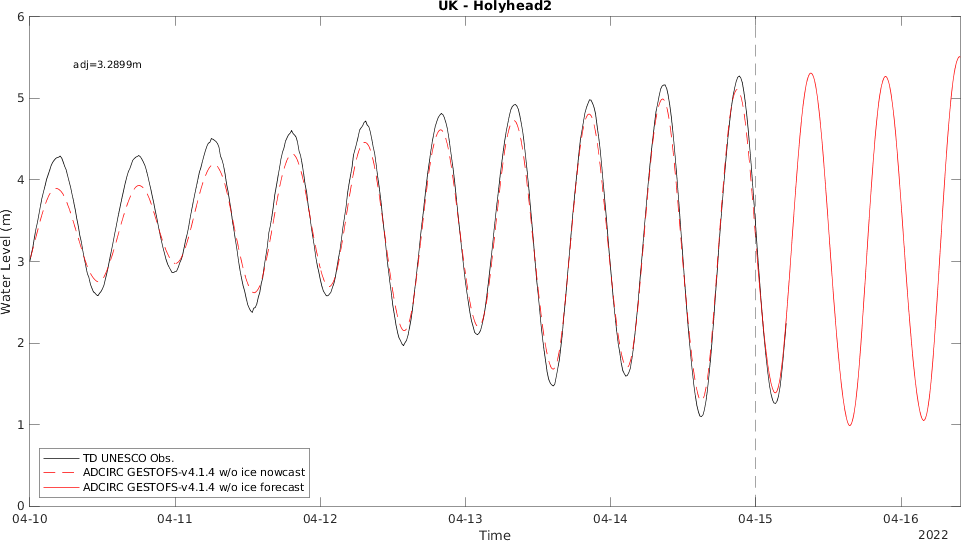 UK - Holyhead2
6
adj=3.2899m
5
4
3
Water Level (m)
2
1
TD UNESCO Obs.
ADCIRC GESTOFS-v4.1.4 w/o ice nowcast
ADCIRC GESTOFS-v4.1.4 w/o ice forecast
0
04-10 04-11 04-12 04-13 04-14 04-15 04-16
Time
2022